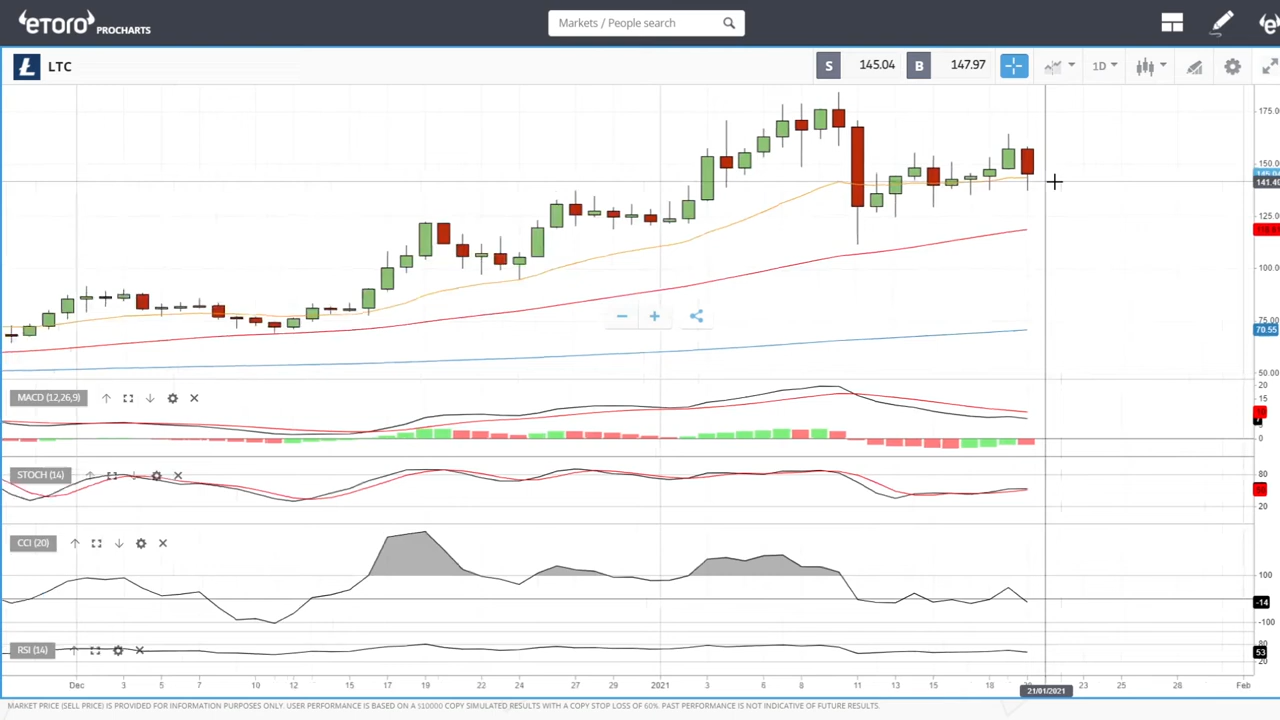 eTORO PROCHARTS
Markets / People search
LTC
S 145.04 B 147.97
1D
175.00
150.00
141.40
125.00
100.00
75.00
70.55
50.00
MACD (12,26,9)
20
15
10
5
0
STOCH (14)
80
20
CCI (20)
100
-14
-100
RSI (14)
80
53
20
Dec 3 5 7 10 12 15 17 19 22 24 27 29 2021 3 6 8 11 13 15 18 23 25 28 Feb
21/01/2021
MARKET PRICE (SELL PRICE) IS PROVIDED FOR INFORMATION PURPOSES ONLY. USER PERFORMANCE IS BASED ON A $10000 COPY SIMULATED RESULTS WITH A COPY STOP LOSS OF 60%. PAST PERFORMANCE IS NOT INDICATIVE OF FUTURE RESULTS.